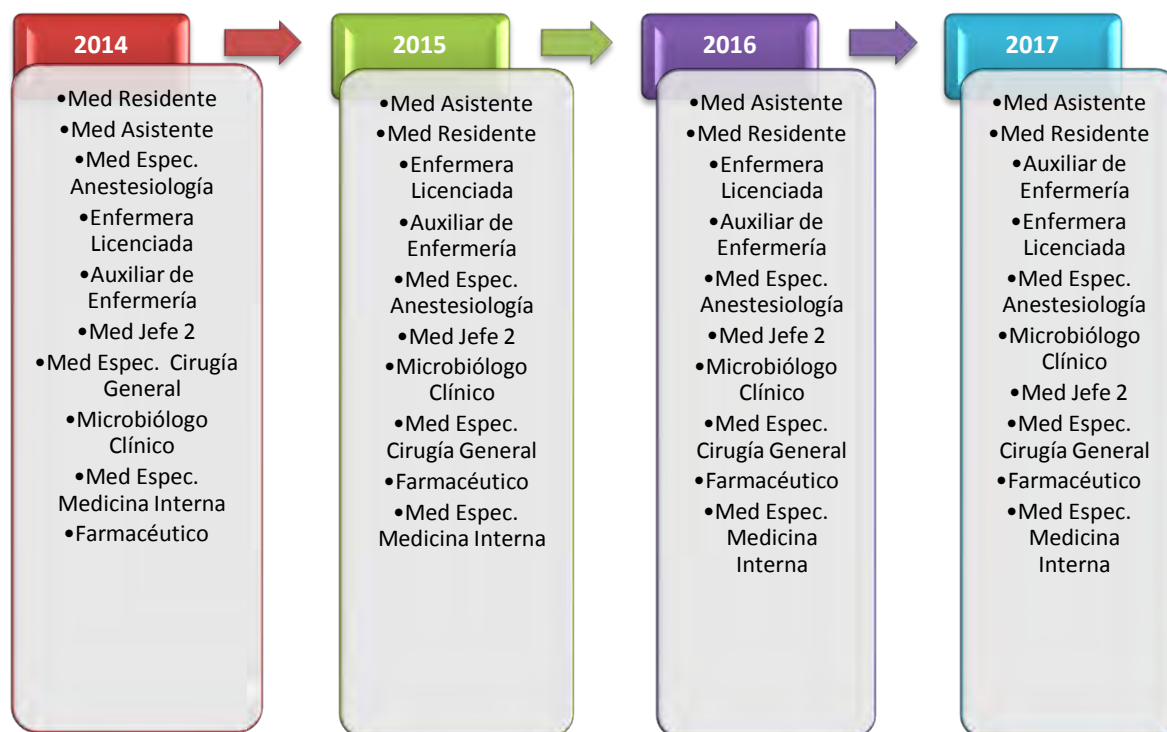 2014
•Med Residente
•Med Asistente
•Med Espec.
Anestesiología
•Enfermera
Licenciada
•Auxiliar de
Enfermería
•Med Jefe 2
•Med Espec. Cirugía
General
•Microbiólogo
Clínico
•Med Espec.
Medicina Interna
•Farmacéutico
2015
•Med Asistente
•Med Residente
•Enfermera
Licenciada
•Auxiliar de
Enfermería
•Med Espec.
Anestesiología
•Med Jefe 2
•Microbiólogo
Clínico
•Med Espec.
Cirugía General
•Farmacéutico
•Med Espec.
Medicina Interna
2016
•Med Asistente
•Med Residente
•Enfermera
Licenciada
•Auxiliar de
Enfermería
•Med Espec.
Anestesiología
•Med Jefe 2
•Microbiólogo
Clínico
•Med Espec.
Cirugía General
•Farmacéutico
•Med Espec.
Medicina
Interna
2017
•Med Asistente
•Med Residente
•Auxiliar de
Enfermería
•Enfermera
Licenciada
•Med Espec.
Anestesiología
•Microbiólogo
Clínico
•Med Jefe 2
•Med Espec.
Cirugía General
•Farmacéutico
•Med Espec.
Medicina
Interna